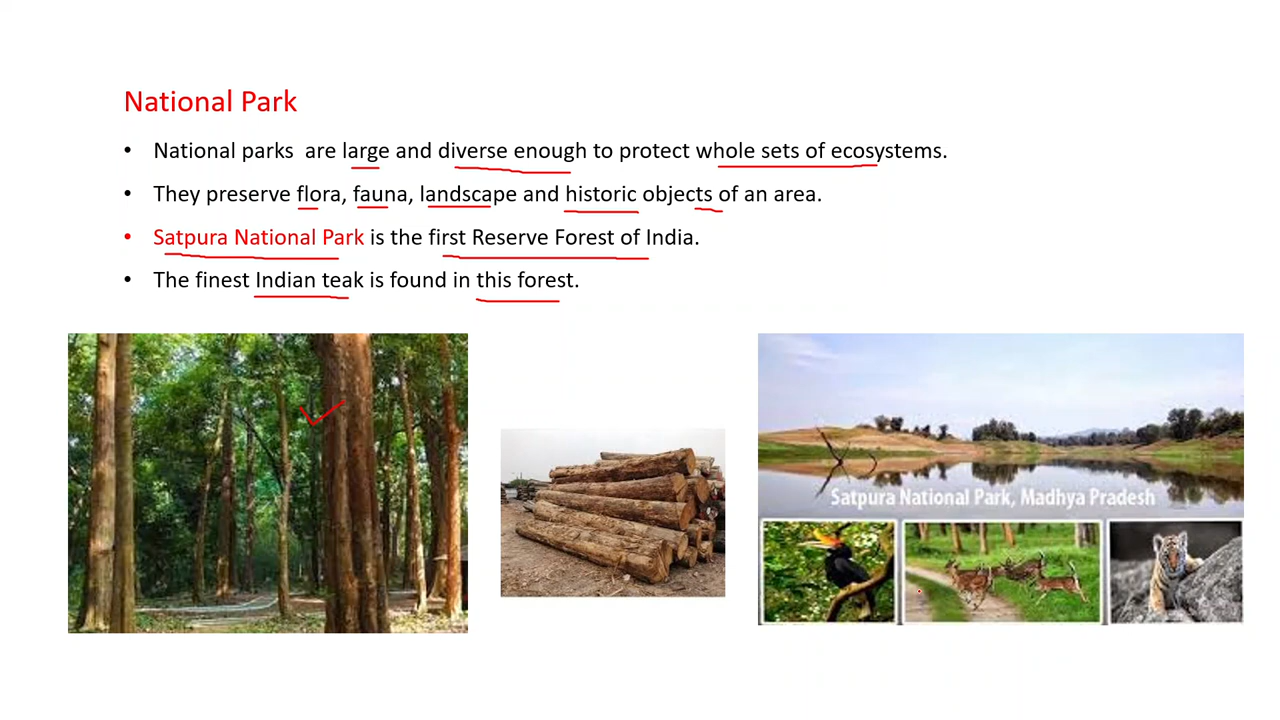 National Park
• National parks are large and diverse enough to protect whole sets of ecosystems.
• They preserve flora, fauna, landscape and historic objects of an area.
• Satpura National Park is the first Reserve Forest of India.
• The finest Indian teak is found in this forest.
Satpura National Park, Madhya Pradesh